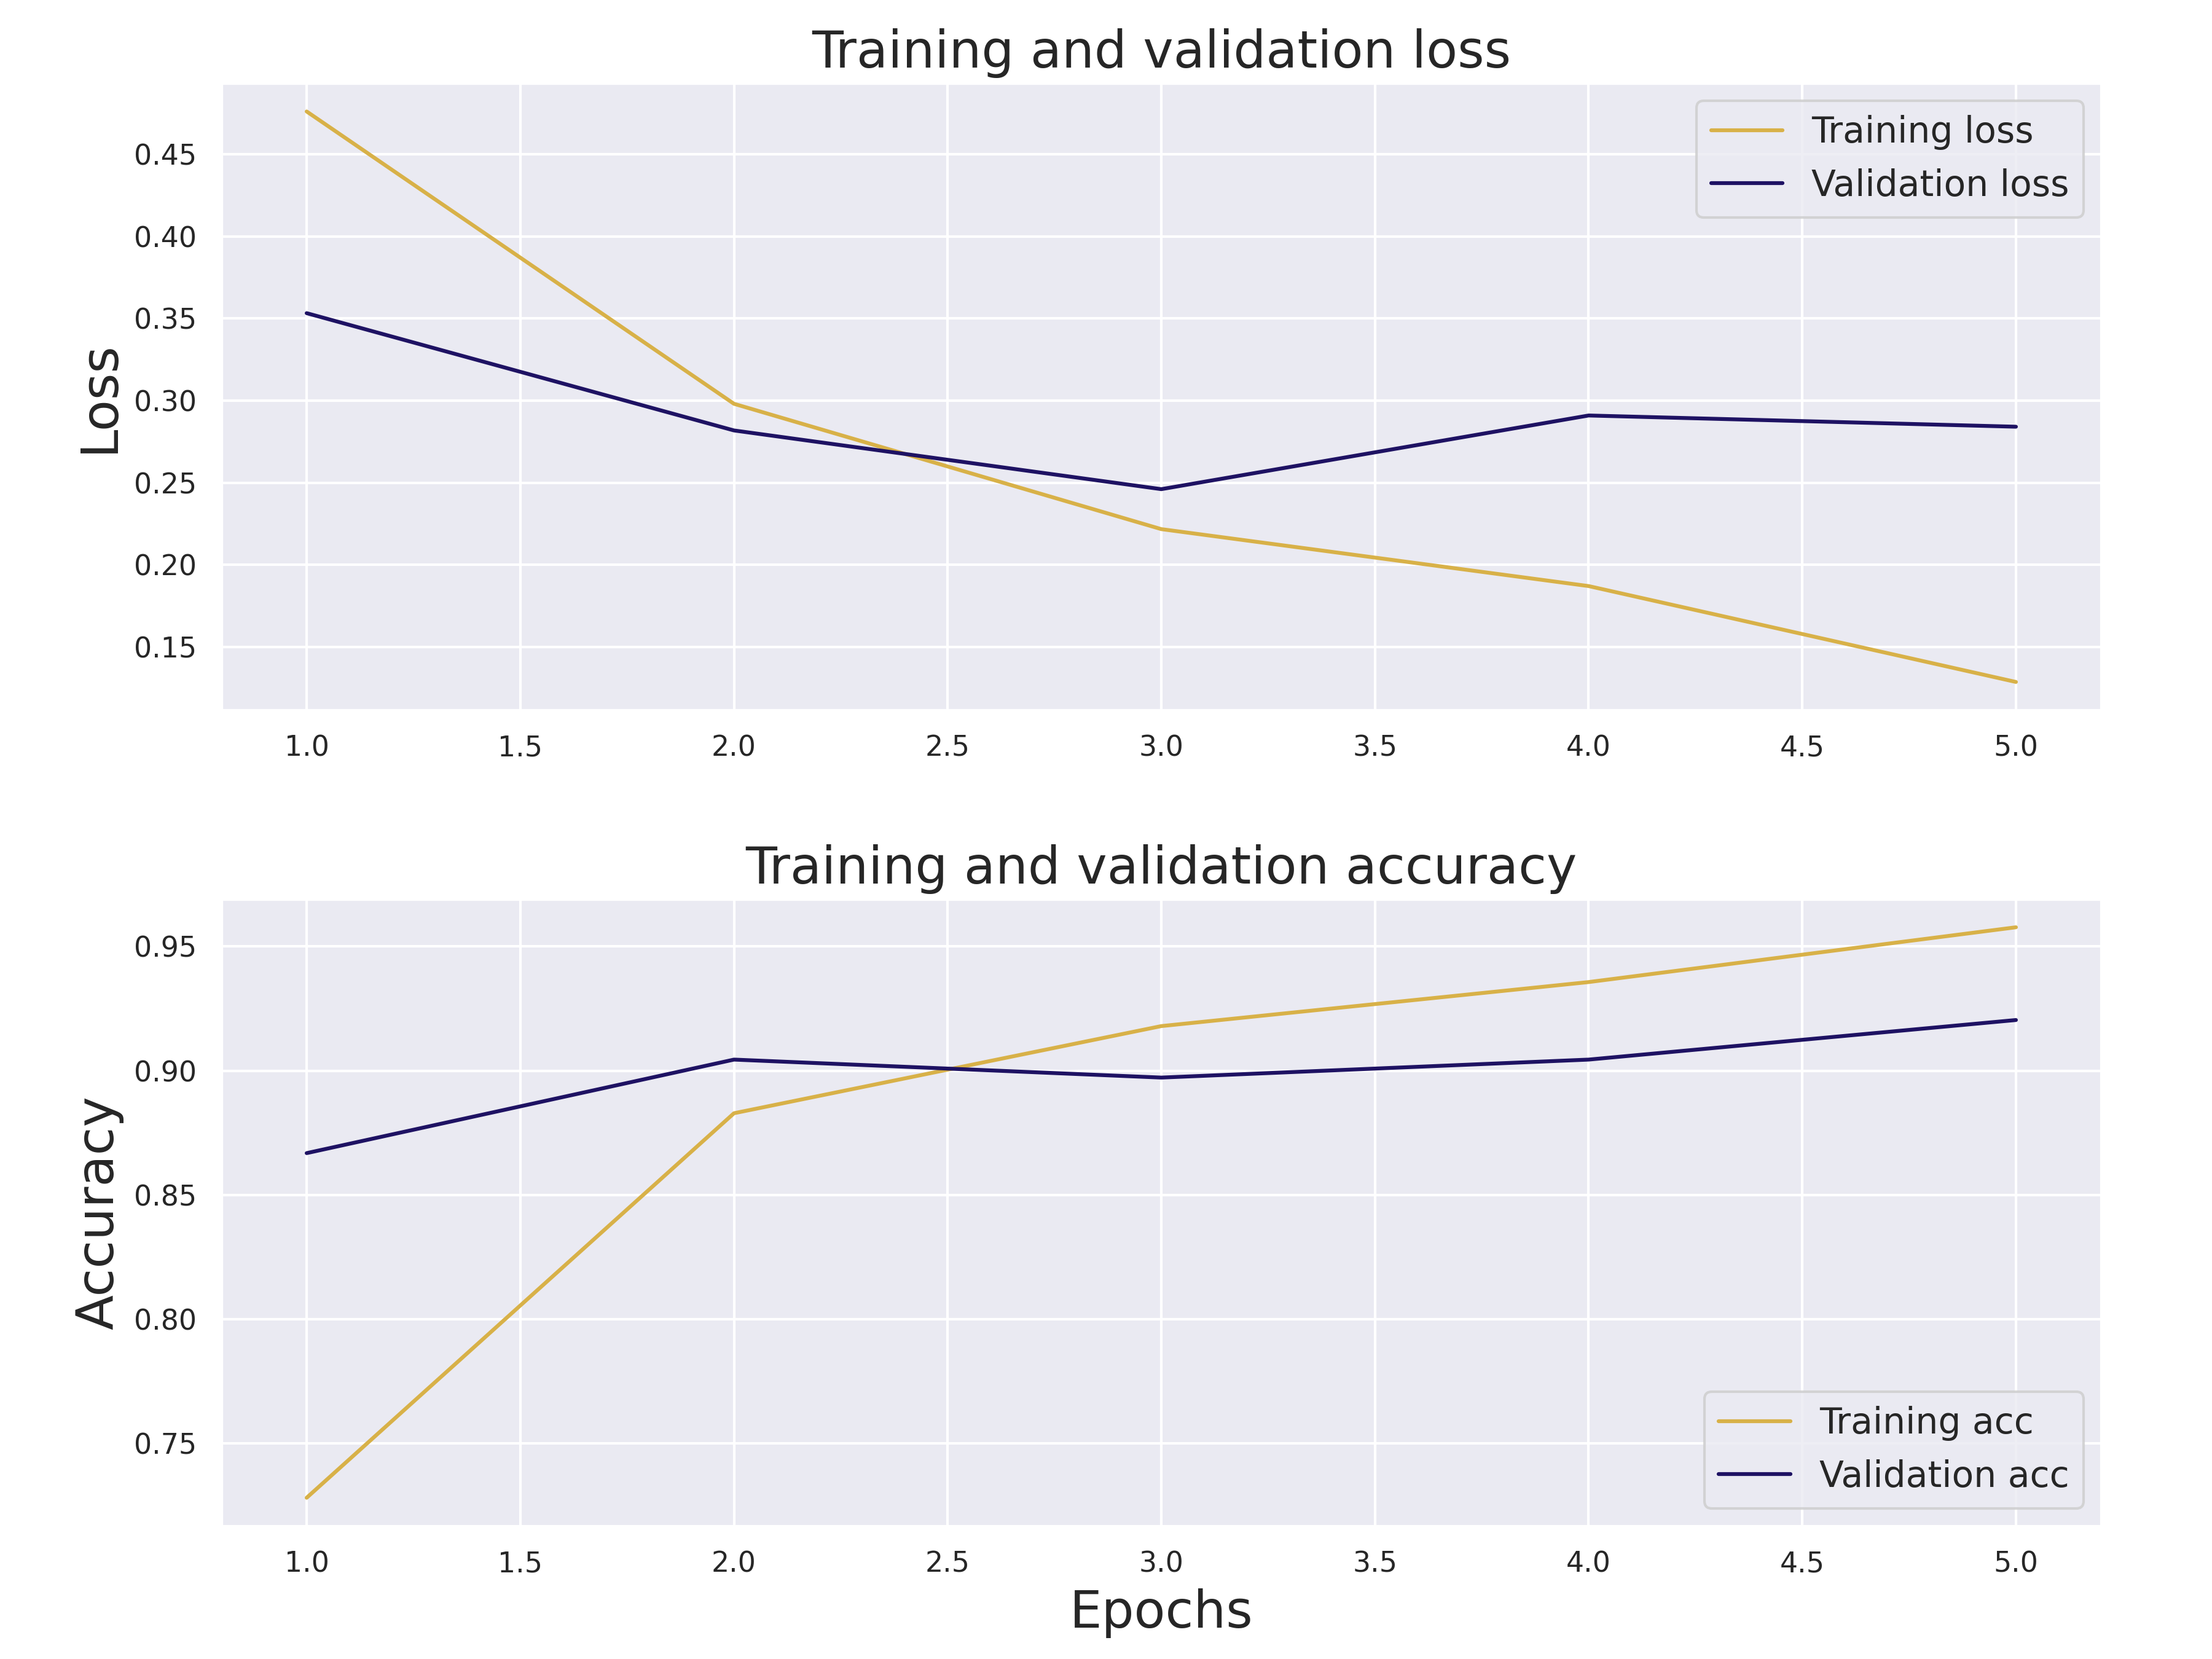 Training and validation loss
Training loss
Validation loss
Loss
0.45
0.40
0.35
0.30
0.25
0.20
0.15
1.0 1.5 2.0 2.5 3.0 3.5 4.0 4.5 5.0
Training and validation accuracy
Accuracy
0.95
0.90
0.85
0.80
0.75
Training acc
Validation acc
1.0 1.5 2.0 2.5 3.0 3.5 4.0 4.5 5.0
Epochs